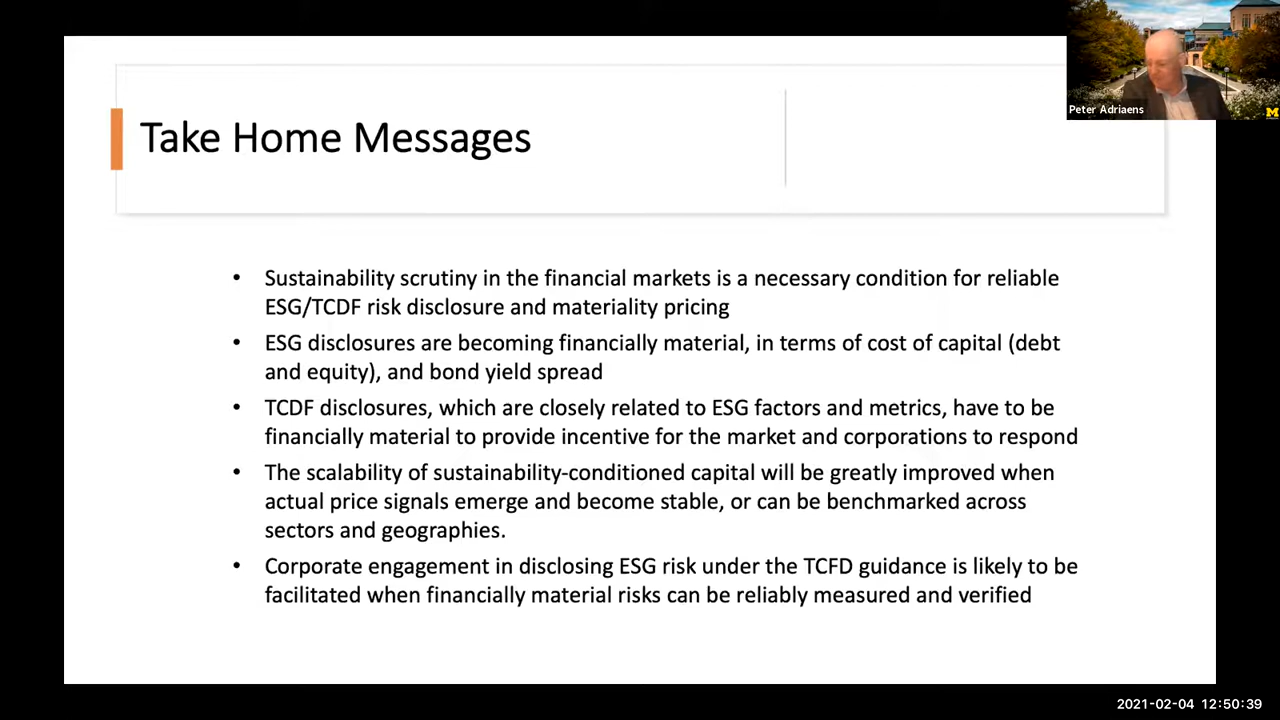 Take Home Messages
Peter Adriaens
M
• Sustainability scrutiny in the financial markets is a necessary condition for reliable
ESG/TCDF risk disclosure and materiality pricing
• ESG disclosures are becoming financially material, in terms of cost of capital (debt
and equity), and bond yield spread
• TCDF disclosures, which are closely related to ESG factors and metrics, have to be
financially material to provide incentive for the market and corporations to respond
• The scalability of sustainability-conditioned capital will be greatly improved when
actual price signals emerge and become stable, or can be benchmarked across
sectors and geographies.
• Corporate engagement in disclosing ESG risk under the TCFD guidance is likely to be
facilitated when financially material risks can be reliably measured and verified
2021-02-04 12:50:39